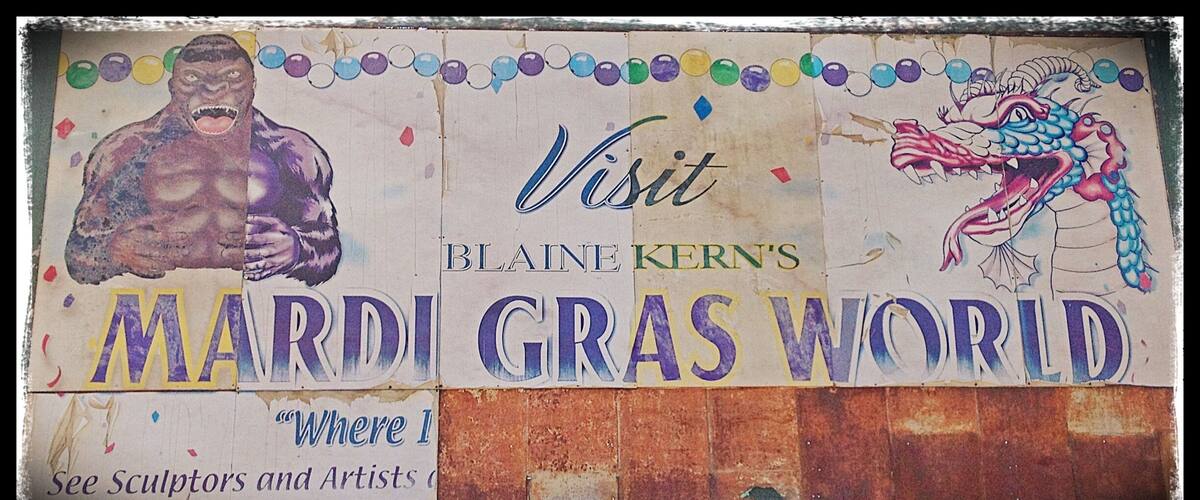 Visit
BLAINE KERN'S
MARDI GRAS WORLD
"Where I
See Sculptors and Artists